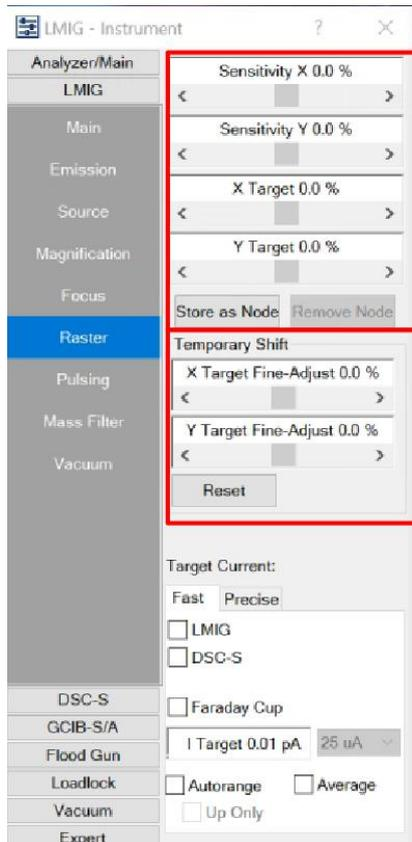 LMIG - Instrument ? ×
Analyzer/Main
LMIG
Main
Emission
Source
Magnification
Focus
Raster
Pulsing
Mass Filter
Vacuum
DSC-S
GCIB-S/A
Flood Gun
Loadlock
Vacuum
Expert
Sensitivity X 0.0 %
Sensitivity Y 0.0 %
X Target 0.0 %
Y Target 0.0 %
Store as Node Remove Node
Temporary Shift
X Target Fine-Adjust 0.0 %
Y Target Fine-Adjust 0.0 %
Reset
Target Current:
Fast Precise
LMIG
DSC-S
Faraday Cup
I Target 0.01 pA 25 uA
Autorange Average
Up Only